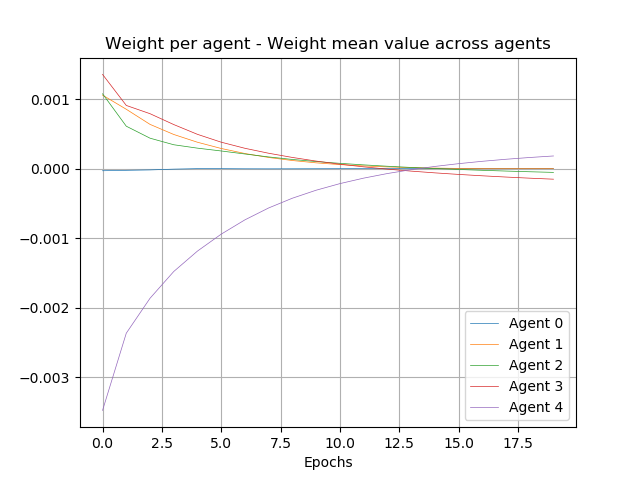 Weight per agent - Weight mean value across agents
0.001
0.000
−0.001
−0.002
−0.003
0.0 2.5 5.0 7.5 10.0 12.5 15.0 17.5
Epochs
Agent 0
Agent 1
Agent 2
Agent 3
Agent 4